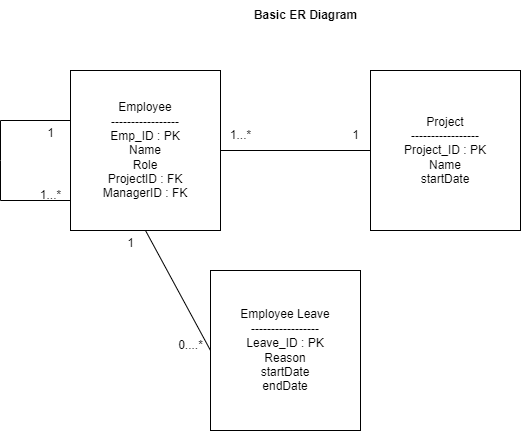 Basic ER Diagram
Employee
-----------------
Emp_ID : PK
Name
Role
ProjectID : FK
ManagerID : FK
1
1...*
1...*
1
Project
-----------------
Project_ID : PK
Name
startDate
1
0....*
Employee Leave
-----------------
Leave_ID : PK
Reason
startDate
endDate